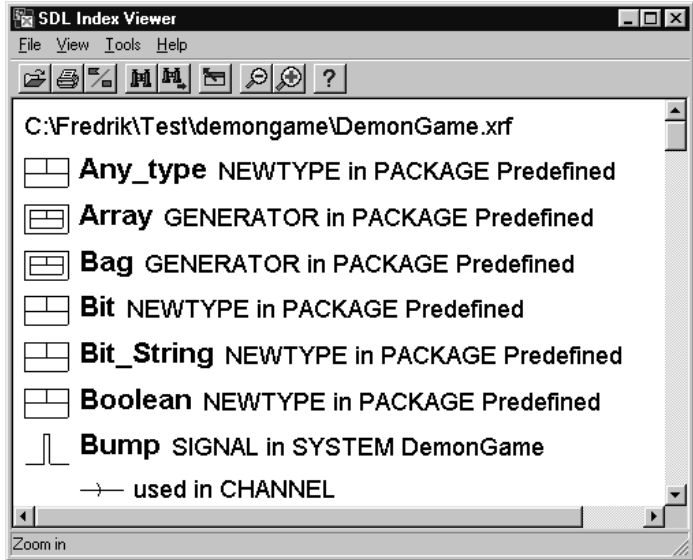 SDL Index Viewer
File View Tools Help
?
C:\Fredrik\Test\demongame\DemonGame.xrf
Any_type NEWTYPE in PACKAGE Predefined
Array GENERATOR in PACKAGE Predefined
Bag GENERATOR in PACKAGE Predefined
Bit NEWTYPE in PACKAGE Predefined
Bit_String NEWTYPE in PACKAGE Predefined
Boolean NEWTYPE in PACKAGE Predefined
Bump SIGNAL in SYSTEM DemonGame
used in CHANNEL
Zoom in